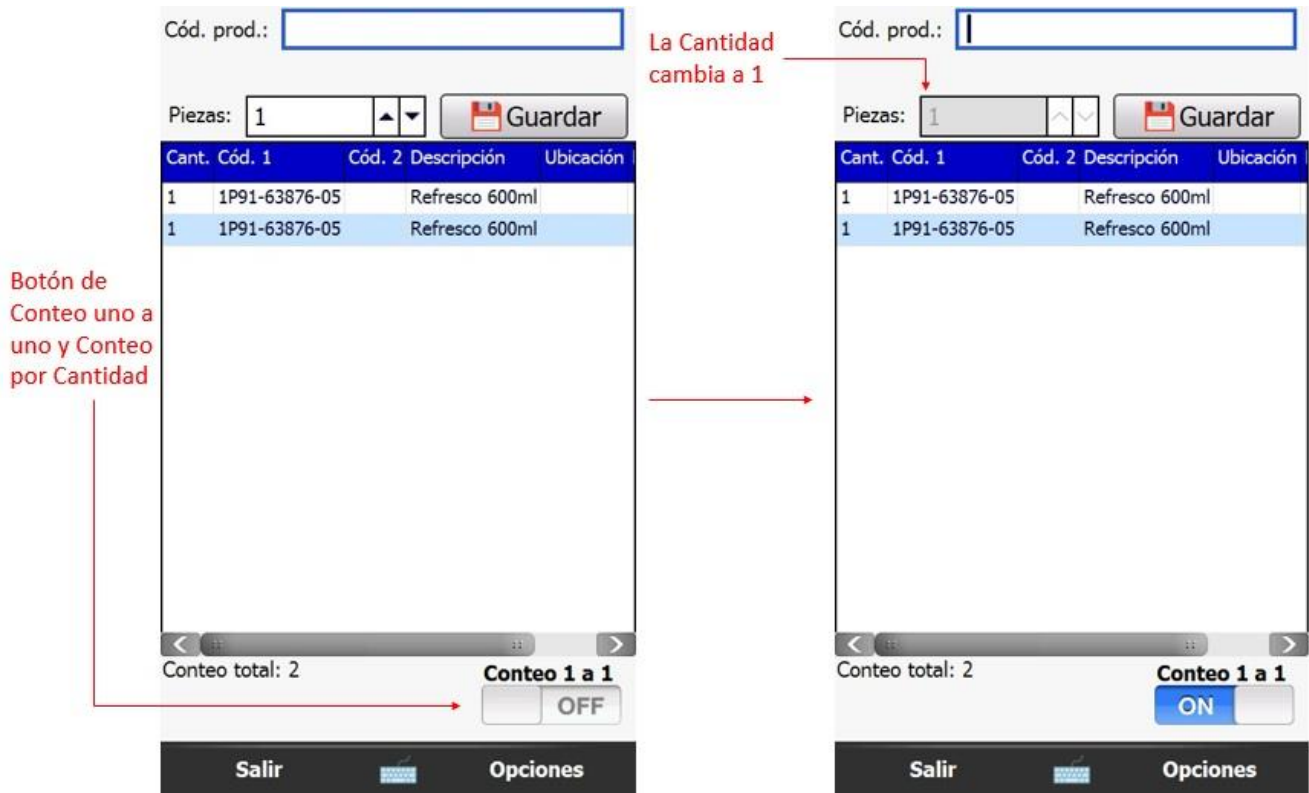 Cód. prod.:
Piezas: 1 Guardar
Cant. Cód. 1 Cód. 2 Descripción Ubicación
1 1P91-63876-05 Refresco 600ml
1 1P91-63876-05 Refresco 600ml
Botón de
Conteo uno a
uno y Conteo
por Cantidad
Conteo total: 2
Conteo 1 a 1
OFF
Salir Opciones
La Cantidad
cambia a 1
Cód. prod.:
Piezas: 1 Guardar
Cant. Cód. 1 Cód. 2 Descripción Ubicación
1 1P91-63876-05 Refresco 600ml
1 1P91-63876-05 Refresco 600ml
Conteo total: 2
Conteo 1 a 1
ON
Salir Opciones